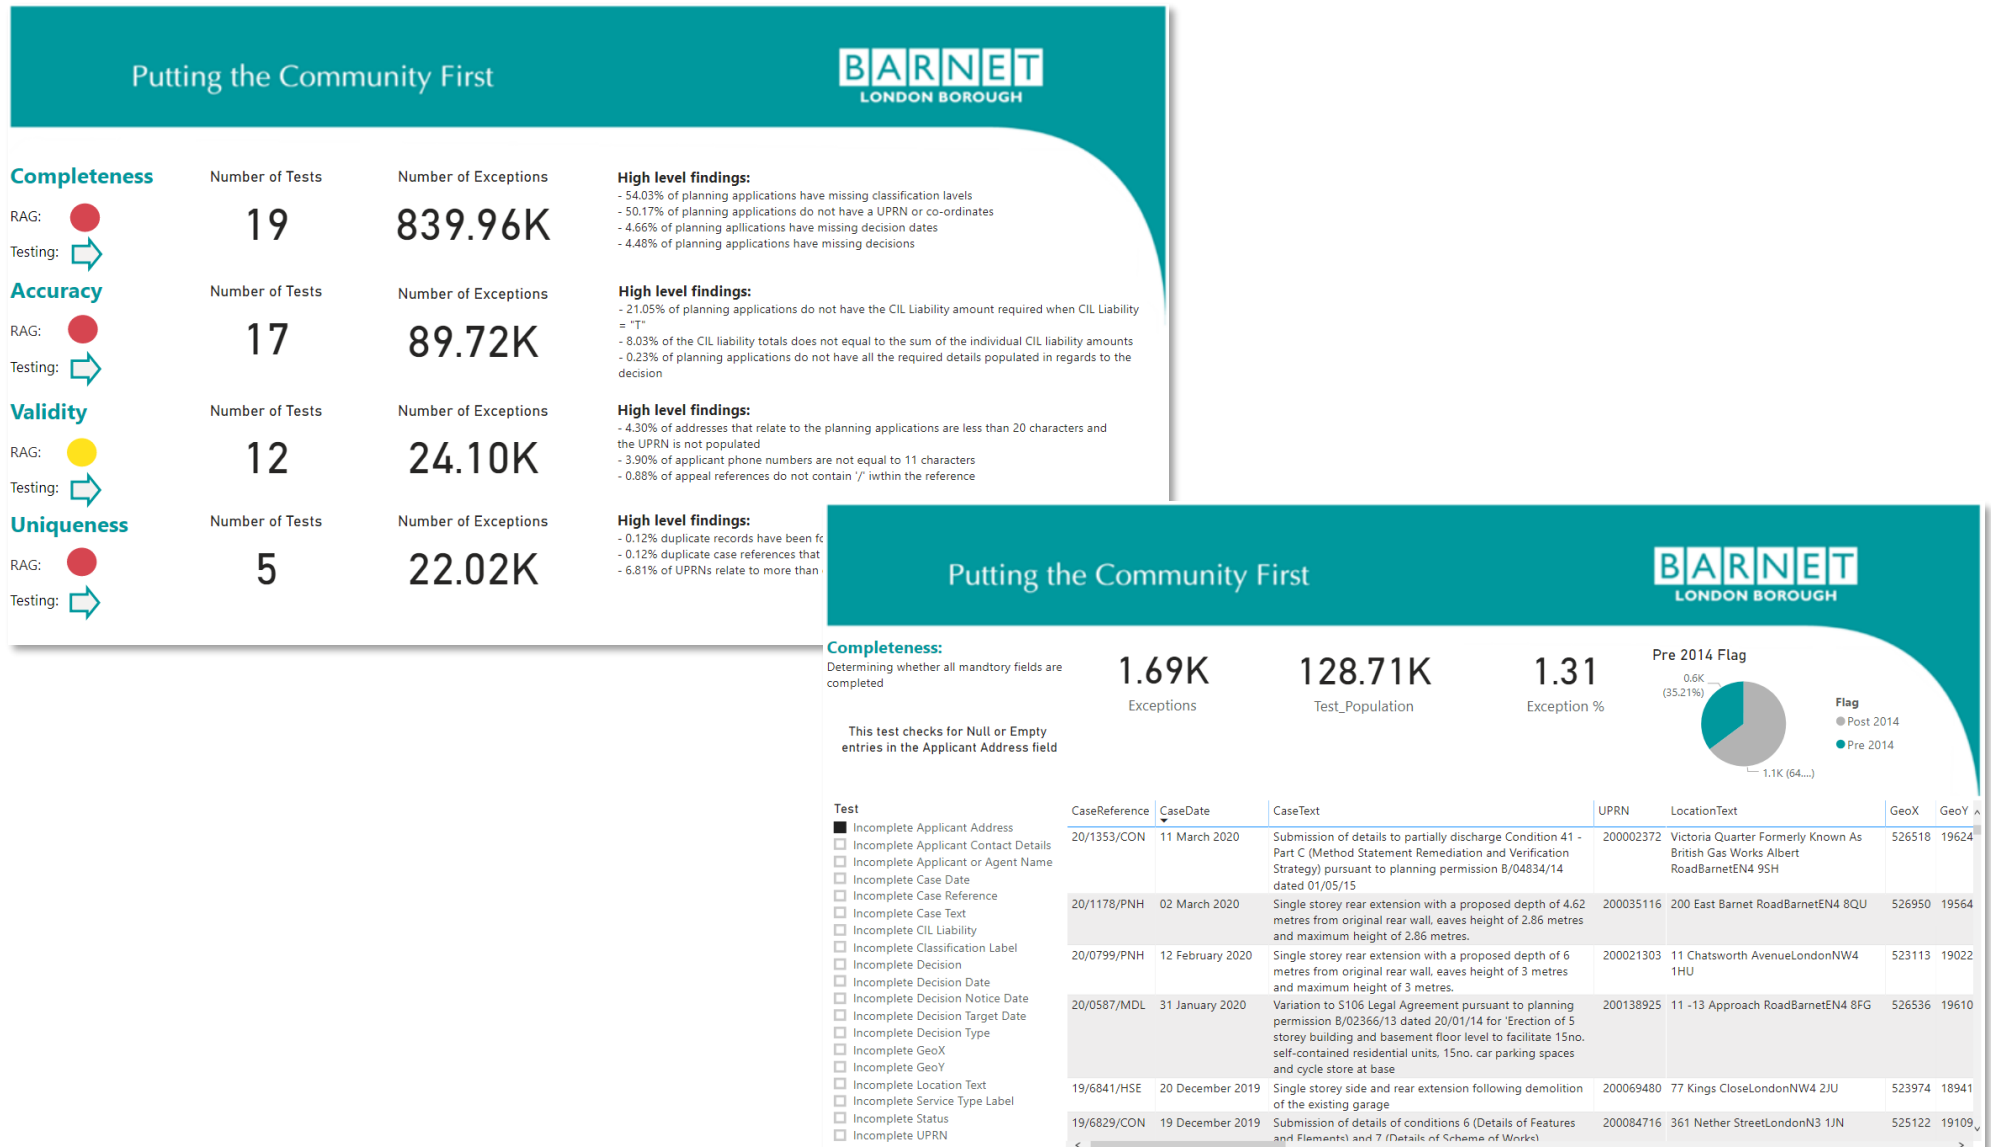 Putting the Community First
BARNET
LONDON BOROUGH
Completeness
RAG:
Testing:
Number of Tests
19
Number of Exceptions
839.96K
High level findings:
- 54.03% of planning applications have missing classification lavels
- 50.17% of planning applications do not have a UPRN or co-ordinates
- 4.66% of planning apllications have missing decision dates
- 4.48% of planning applications have missing decisions
Accuracy
RAG:
Testing:
Number of Tests
17
Number of Exceptions
89.72K
High level findings:
- 21.05% of planning applications do not have the CIL Liability amount required when CIL Liability
= "T"
- 8.03% of the CIL liability totals does not equal to the sum of the individual CIL liability amounts
- 0.23% of planning applications do not have all the required details populated in regards to the
decision
Validity
RAG:
Testing:
Number of Tests
12
Number of Exceptions
24.10K
High level findings:
- 4.30% of addresses that relate to the planning applications are less than 20 characters and
the UPRN is not populated
- 3.90% of applicant phone numbers are not equal to 11 characters
- 0.88% of appeal references do not contain '/' iwthin the reference
Uniqueness
RAG:
Testing:
Number of Tests
5
Number of Exceptions
22.02K
High level findings:
- 0.12% duplicate records have been
- 0.12% duplicate case references that
- 6.81% of UPRNs relate to more than
Putting the Community First
BARNET
LONDON BOROUGH
Completeness:
Determining whether all mandtory fields are
completed
This test checks for Null or Empty
entries in the Applicant Address field
1.69K
Exceptions
128.71K
Test_Population
1.31
Exception %
Pre 2014 Flag
0.6K
(35.21%)
1.1K (64....)
Flag
Post 2014
Pre 2014
Test
Incomplete Applicant Address
Incomplete Applicant Contact Details
Incomplete Applicant or Agent Name
Incomplete Case Date
Incomplete Case Reference
Incomplete Case Text
Incomplete CIL Liability
Incomplete Classification Label
Incomplete Decision
Incomplete Decision Date
Incomplete Decision Notice Date
Incomplete Decision Target Date
Incomplete Decision Type
Incomplete GeoX
Incomplete GeoY
Incomplete Location Text
Incomplete Service Type Label
Incomplete Status
Incomplete UPRN
CaseReference CaseDate CaseText UPRN LocationText GeoX GeoY
20/1353/CON 11 March 2020 Submission of details to partially discharge Condition 41 - 200002372 Victoria Quarter Formerly Known As 526518 19624
Part C (Method Statement Remediation and Verification British Gas Works Albert
Strategy) pursuant to planning permission B/04834/14 RoadBarnetEN4 9SH
dated 01/05/15
20/1178/PNH 02 March 2020 Single storey rear extension with a proposed depth of 4.62 200035116 200 East Barnet RoadBarnetEN4 8QU 526950 19564
metres from original rear wall, eaves height of 2.86 metres
and maximum height of 2.86 metres.
20/0799/PNH 12 February 2020 Single storey rear extension with a proposed depth of 6 200021303 11 Chatsworth AvenueLondonNW4 523113 19022
metres from original rear wall, eaves height of 3 metres 1HU
and maximum height of 3 metres.
20/0587/MDL 31 January 2020 Variation to S106 Legal Agreement pursuant to planning 200138925 11 -13 Approach RoadBarnetEN4 8FG 526536 19610
permission B/02366/13 dated 20/01/14 for 'Erection of 5
storey building and basement floor level to facilitate 15no.
self-contained residential units, 15no. car parking spaces
and cycle store at base
19/6841/HSE 20 December 2019 Single storey side and rear extension following demolition 200069480 77 Kings CloseLondonNW4 2JU 523974 18941
of the existing garage
19/6829/CON 19 December 2019 Submission of details of conditions 6 (Details of Features 200084716 361 Nether StreetLondonN3 1JN 525122 19109
and Elements) and 7 (Details of Scheme of Works)